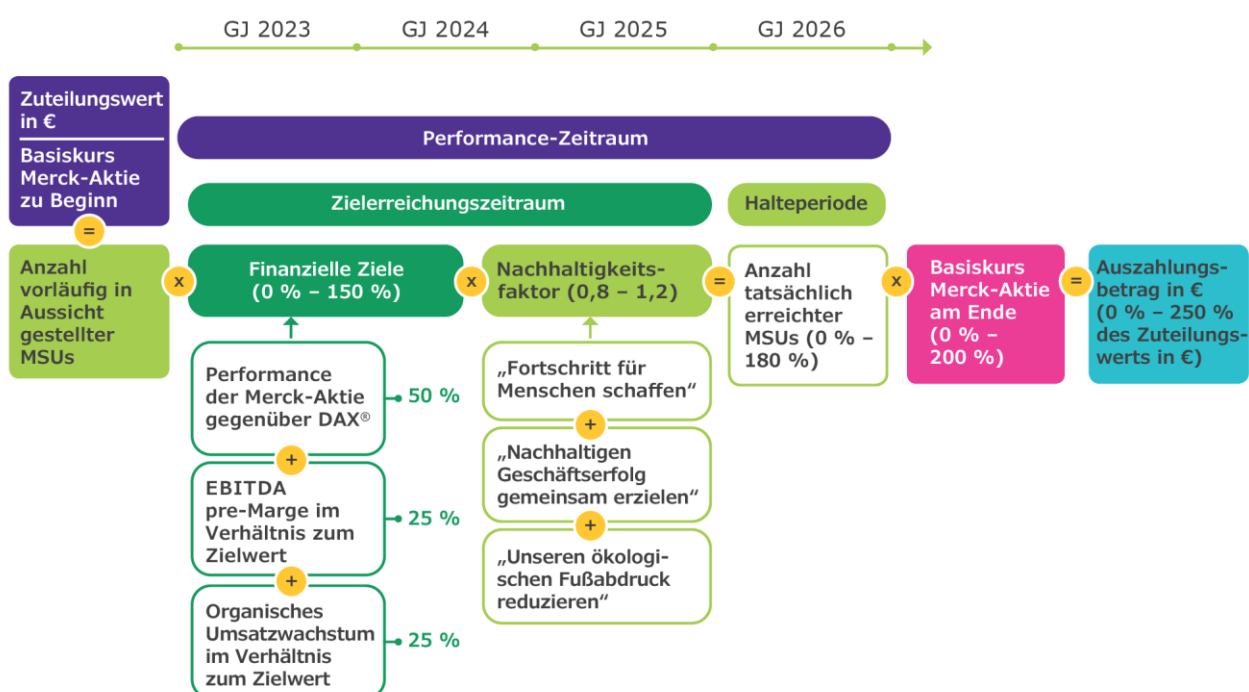 GJ 2023
GJ 2024
GJ 2025
GJ 2026
Zuteilungswert
in €
Basiskurs
Merck-Aktie
zu Beginn
Performance-Zeitraum
Zielerreichungszeitraum
Halteperiode
=
Anzahl
vorläufig in
Aussicht
gestellter
MSUs
x
Finanzielle Ziele
(0 % – 150 %)
x
Nachhaltigkeits-
faktor (0,8 – 1,2)
=
Anzahl
tatsächlich
erreichter
MSUs (0 % –
180 %)
x
Basiskurs
Merck-Aktie
am Ende
(0 % –
200 %)
=
Auszahlungs-
betrag in €
(0 % – 250 %
des Zuteilungs-
werts in €)
Performance
der Merck-Aktie
gegenüber DAX®
50 %
+
EBITDA
pre-Marge im
Verhältnis zum
Zielwert
25 %
+
Organisches
Umsatzwachstum
im Verhältnis
zum Zielwert
25 %
„Fortschritt für
Menschen schaffen“
+
„Nachhaltigen
Geschäftserfolg
gemeinsam erzielen“
+
„Unseren ökologi-
schen Fußabdruck
reduzieren“